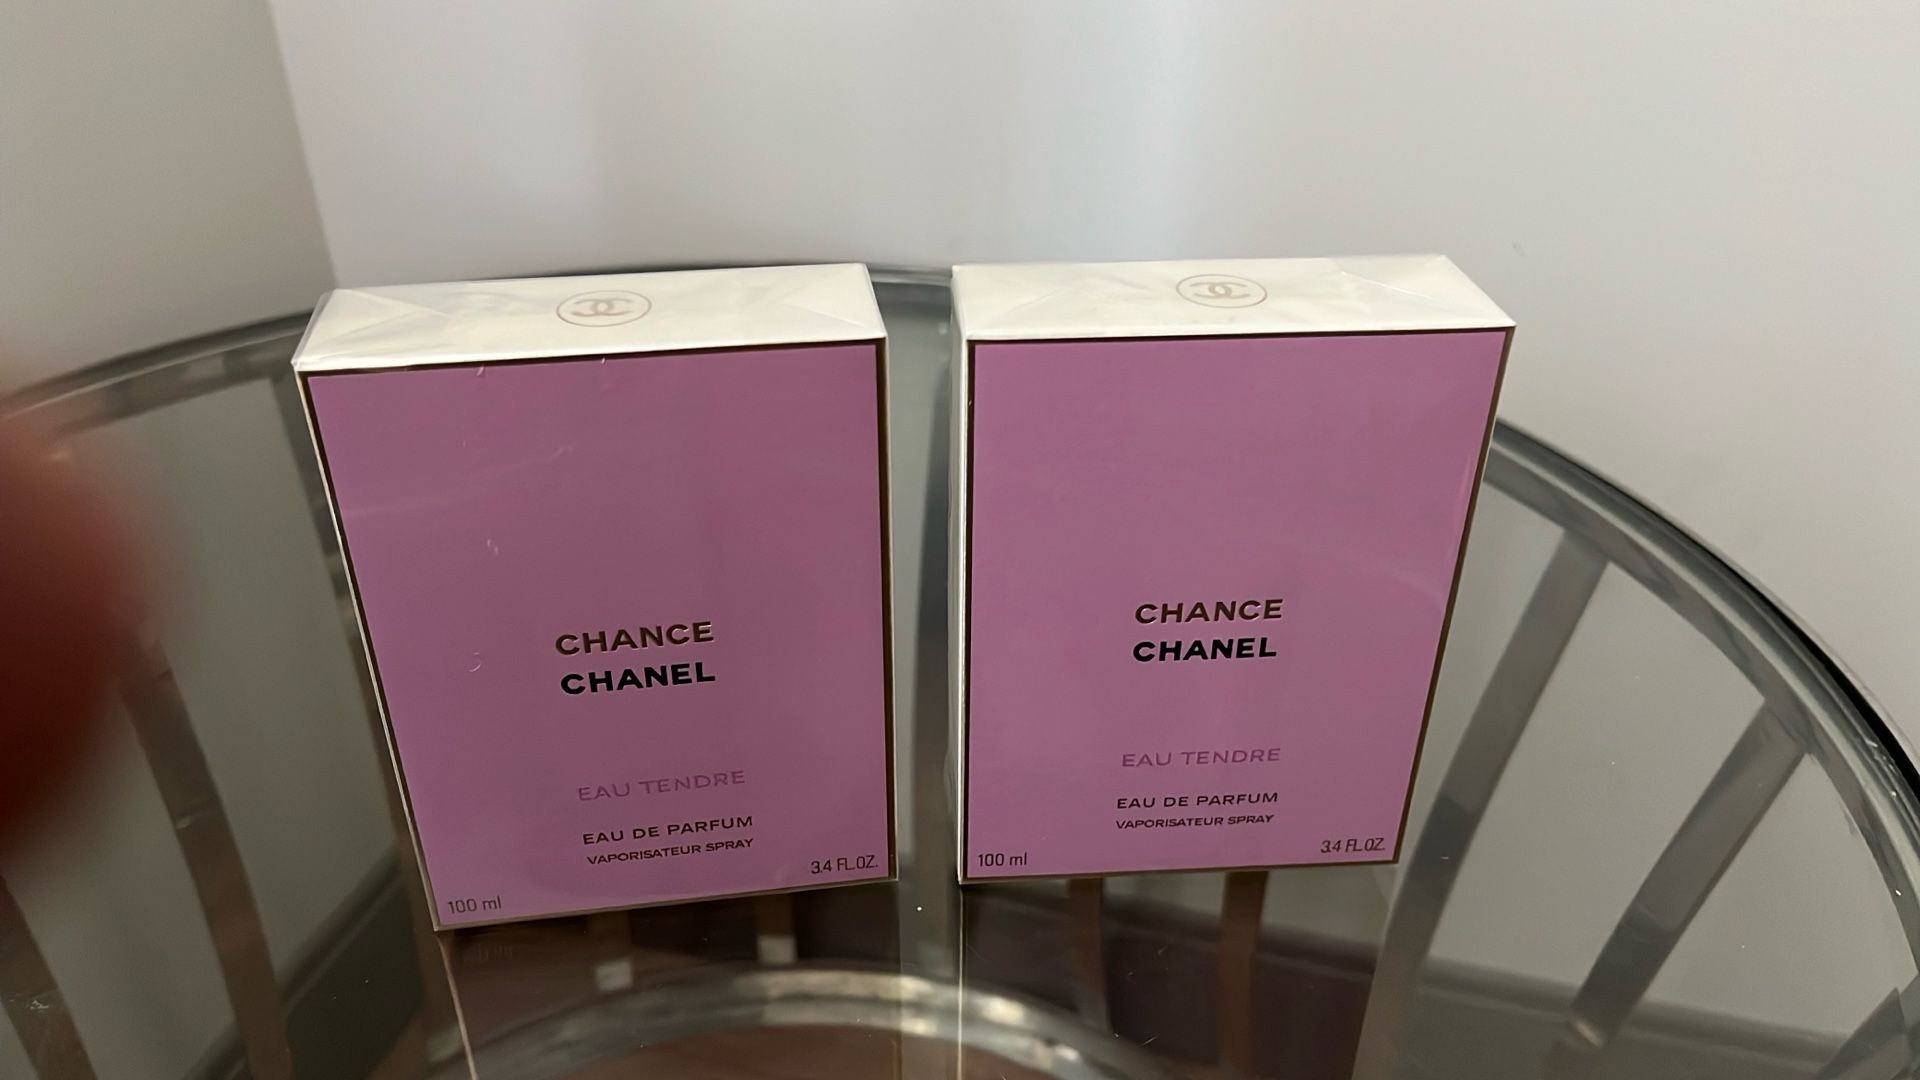 CHANCE
CHANEL
EAU TENDRE
EAU DE PARFUM
VAPORISATEUR SPRAY
100 ml
3.4 FL.OZ.
CHANCE
CHANEL
EAU TENDRE
EAU DE PARFUM
VAPORISATEUR SPRAY
100 ml
3.4 FL.OZ.